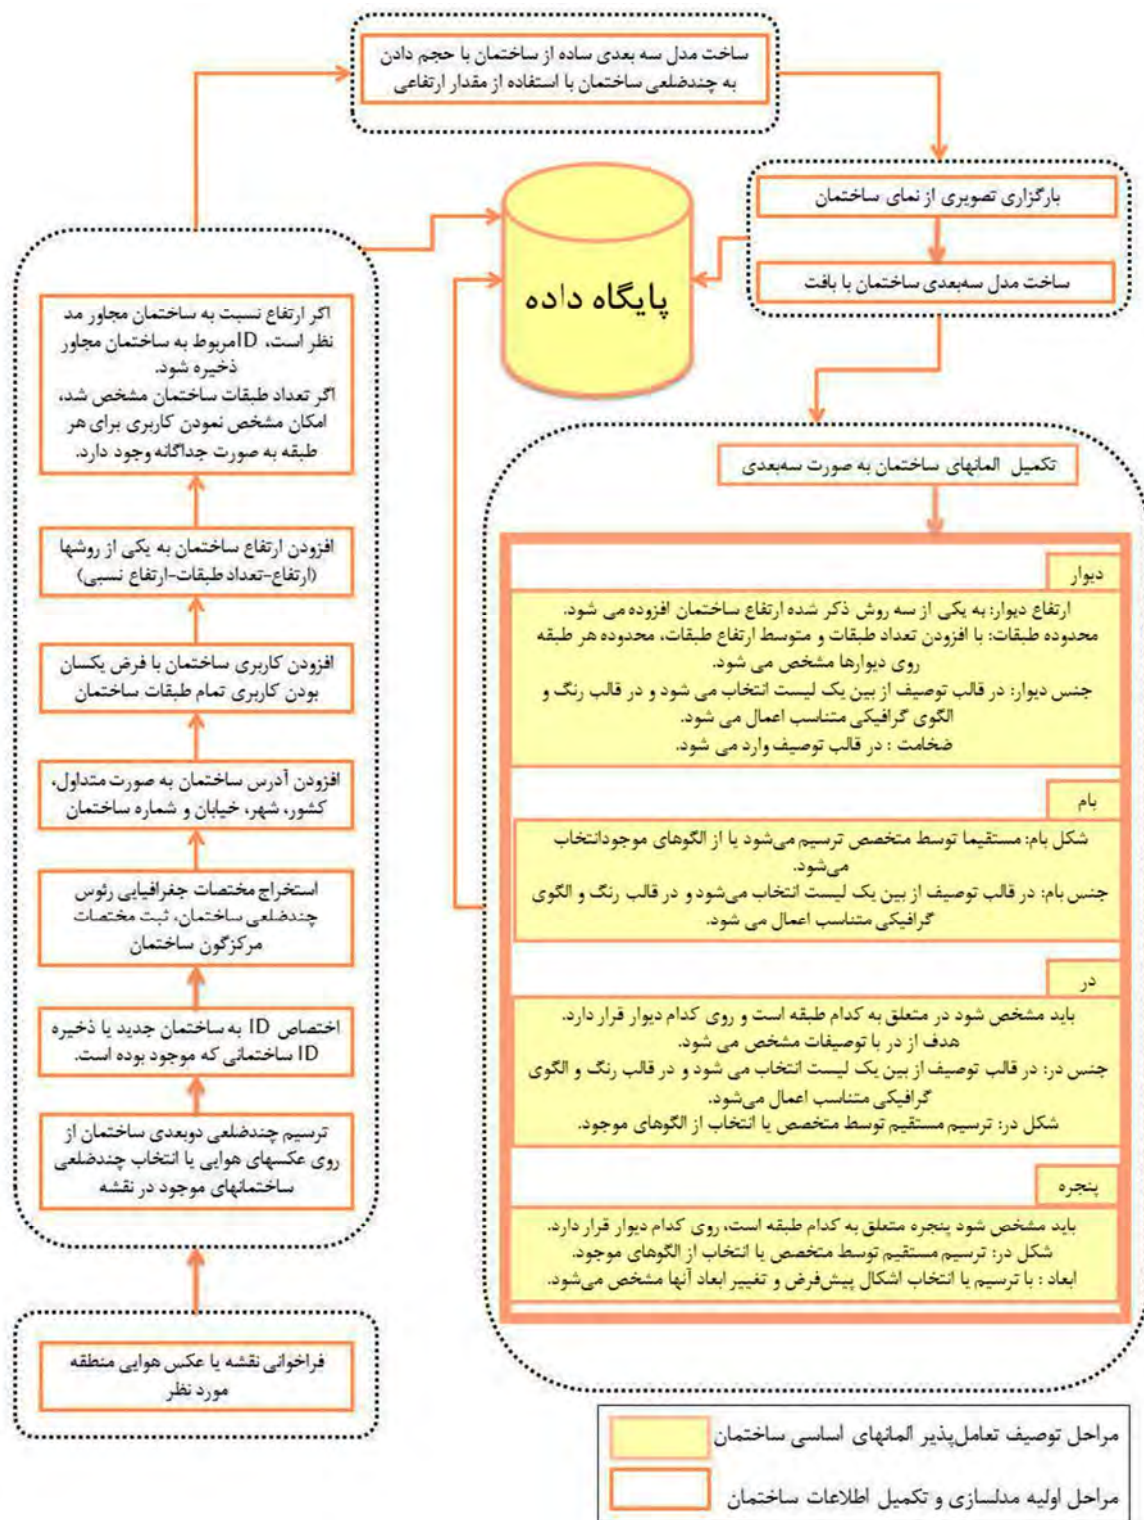 ساخت مدل سه بعدی ساده از ساختمان با حجم دادن
به چندضلعی ساختمان با استفاده از مقدار ارتفاعی
بارگزاری تصویری از نمای ساختمان
ساخت مدل سه‌بعدی ساختمان با بافت
پایگاه داده
اگر ارتفاع نسبت به ساختمان مجاور مد
نظر است، IDمربوط به ساختمان مجاور
ذخیره شود.
اگر تعداد طبقات ساختمان مشخص شد،
امکان مشخص نمودن کاربری برای هر
طبقه به صورت جداگانه وجود دارد.
افزودن ارتفاع ساختمان به یکی از روشها
(ارتفاع-تعداد طبقات-ارتفاع نسبی)
افزودن کاربری ساختمان با فرض یکسان
بودن کاربری تمام طبقات ساختمان
افزودن آدرس ساختمان به صورت متداول،
کشور، شهر، خیابان و شماره ساختمان
استخراج مختصات جغرافیایی رئوس
چندضلعی ساختمان، ثبت مختصات
مرکزگون ساختمان
اختصاص ID به ساختمان جدید یا ذخیره
ID ساختمانی که موجود بوده است.
ترسیم چندضلعی دوبعدی ساختمان از
روی عکسهای هوایی یا انتخاب چندضلعی
ساختمانهای موجود در نقشه
فراخوانی نقشه یا عکس هوایی منطقه
مورد نظر
تکمیل المانهای ساختمان به صورت سه‌بعدی
دیوار
ارتفاع دیوار: به یکی از سه روش ذکر شده ارتفاع ساختمان افزوده می شود.
محدوده طبقات: با افزودن تعداد طبقات و متوسط ارتفاع طبقات، محدوده هر طبقه
روی دیوارها مشخص می شود.
جنس دیوار: در قالب توصیف از بین یک لیست انتخاب می شود و در قالب رنگ و
الگوی گرافیکی متناسب اعمال می شود.
ضخامت : در قالب توصیف وارد می شود.
بام
شکل بام: مستقیما توسط متخصص ترسیم می‌شود یا از الگوهای موجودانتخاب
می‌شود.
جنس بام: در قالب توصیف از بین یک لیست انتخاب می‌شود و در قالب رنگ و الگوی
گرافیکی متناسب اعمال می شود.
در
باید مشخص شود در متعلق به کدام طبقه است و روی کدام دیوار قرار دارد.
هدف از در با توصیفات مشخص می شود.
جنس در: در قالب توصیف از بین یک لیست انتخاب می شود و در قالب رنگ و الگوی
گرافیکی متناسب اعمال می‌شود.
شکل در: ترسیم مستقیم توسط متخصص یا انتخاب از الگوهای موجود.
پنجره
باید مشخص شود پنجره متعلق به کدام طبقه است، روی کدام دیوار قرار دارد.
شکل در: ترسیم مستقیم توسط متخصص یا انتخاب از الگوهای موجود.
ابعاد : با ترسیم یا انتخاب اشکال پیش‌فرض و تغییر ابعاد آنها مشخص می‌شود.
مراحل توصیف تعامل‌پذیر المانهای اساسی ساختمان
مراحل اولیه مدلسازی و تکمیل اطلاعات ساختمان